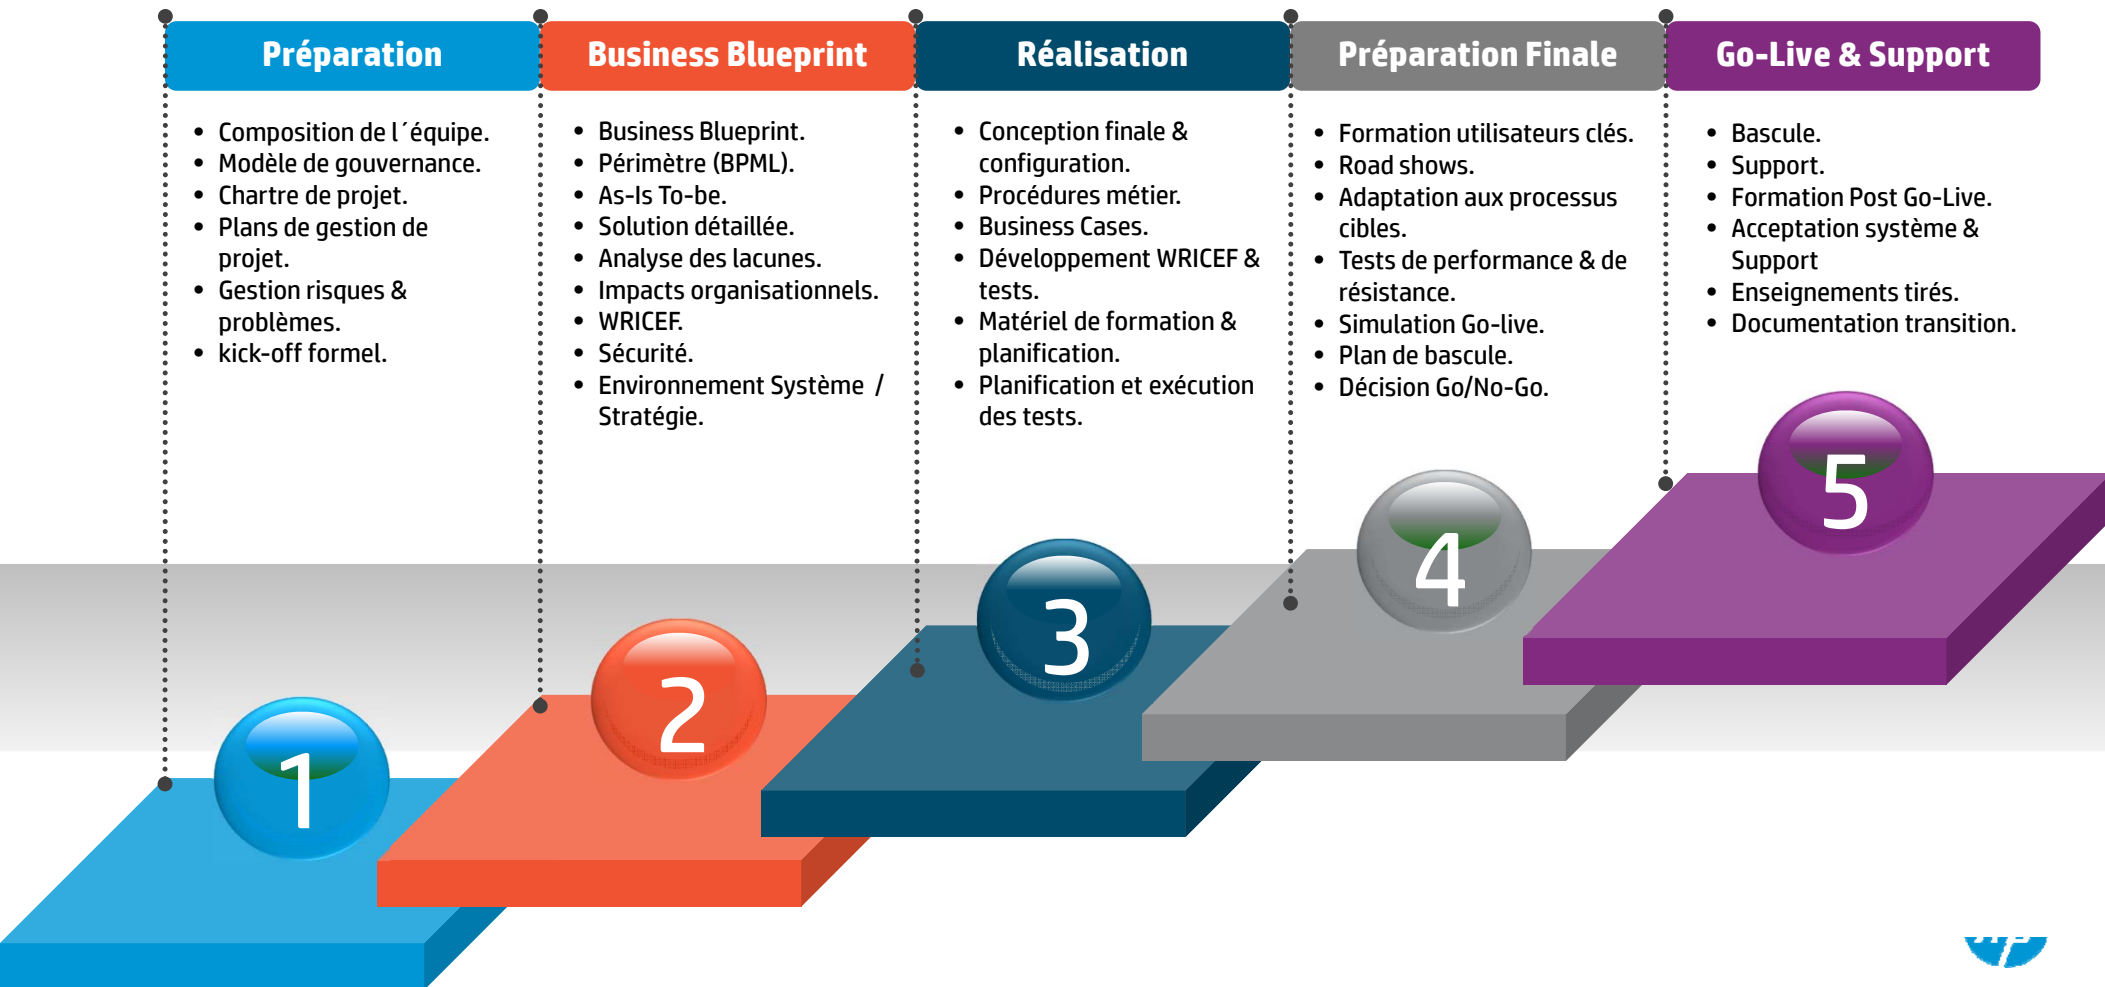 Préparation
• Composition de l´équipe.
• Modèle de gouvernance.
• Chartre de projet.
• Plans de gestion de
projet.
• Gestion risques &
problèmes.
• kick-off formel.
Business Blueprint
• Business Blueprint.
• Périmètre (BPML).
• As-Is To-be.
• Solution détaillée.
• Analyse des lacunes.
• Impacts organisationnels.
• WRICEF.
• Sécurité.
• Environnement Système /
Stratégie.
Réalisation
• Conception finale &
configuration.
• Procédures métier.
• Business Cases.
• Développement WRICEF &
tests.
• Matériel de formation &
planification.
• Planification et exécution
des tests.
Préparation Finale
• Formation utilisateurs clés.
• Road shows.
• Adaptation aux processus
cibles.
• Tests de performance & de
résistance.
• Simulation Go-live.
• Plan de bascule.
• Décision Go/No-Go.
Go-Live & Support
• Bascule.
• Support.
• Formation Post Go-Live.
• Acceptation système &
Support
• Enseignements tirés.
• Documentation transition.
1
2
3
4
5